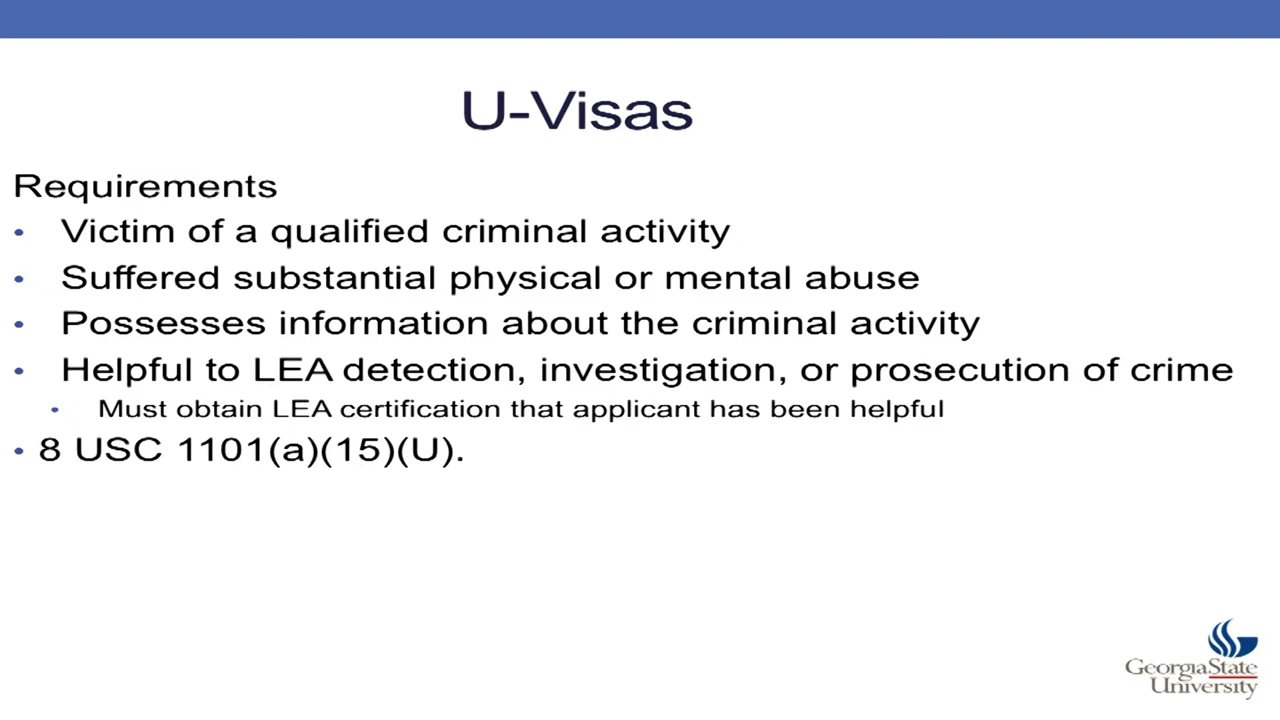 U-Visas
Requirements
• Victim of a qualified criminal activity
• Suffered substantial physical or mental abuse
• Possesses information about the criminal activity
• Helpful to LEA detection, investigation, or prosecution of crime
• Must obtain LEA certification that applicant has been helpful
• 8 USC 1101(a)(15)(U).
GeorgiaState
University